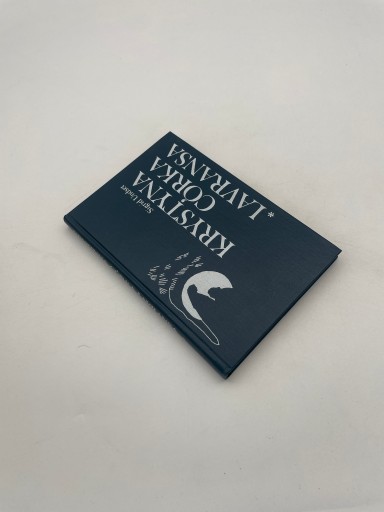 Sigrid Undset
KRYSTYNA
CÓRKA
LAVRANSA
*